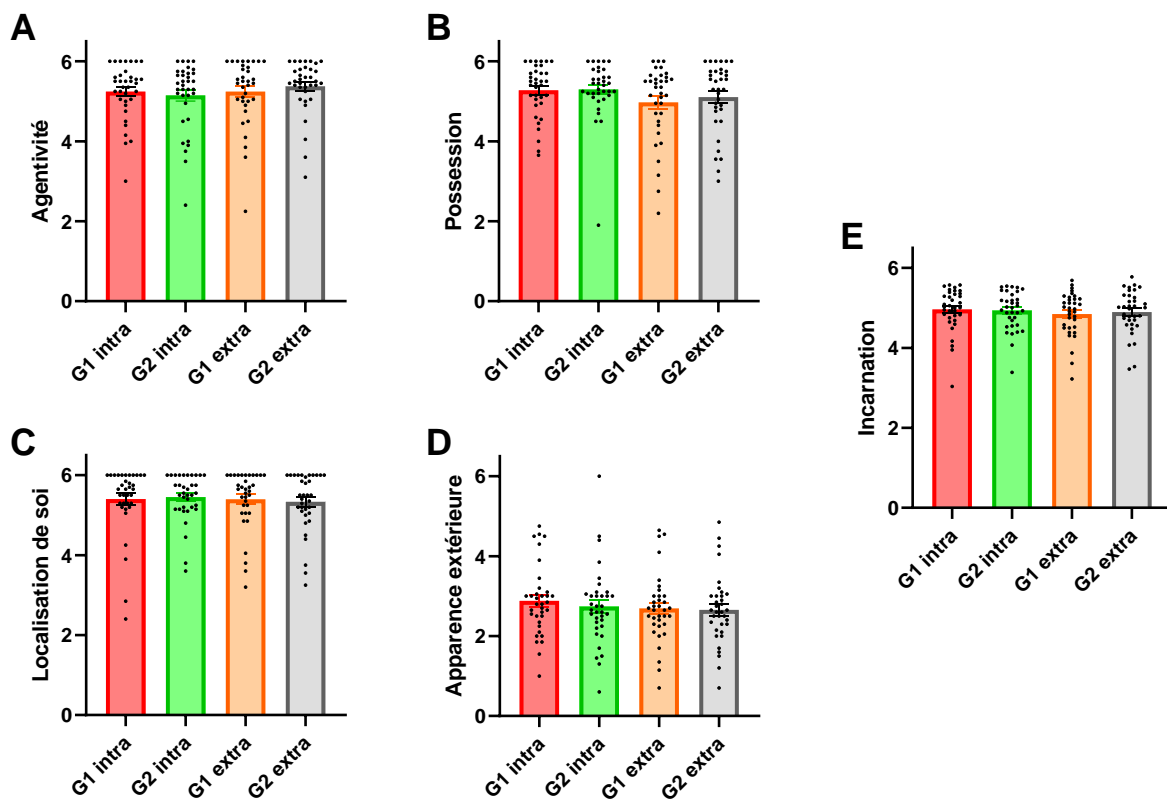 A
Agentivité
6
4
2
0
G1 intra
G2 intra
G1 extra
G2 extra
B
Possession
6
4
2
0
G1 intra
G2 intra
G1 extra
G2 extra
C
Localisation de soi
6
4
2
0
G1 intra
G2 intra
G1 extra
G2 extra
D
Apparence extérieure
6
4
2
0
G1 intra
G2 intra
G1 extra
G2 extra
E
Incarnation
6
4
2
0
G1 intra
G2 intra
G1 extra
G2 extra